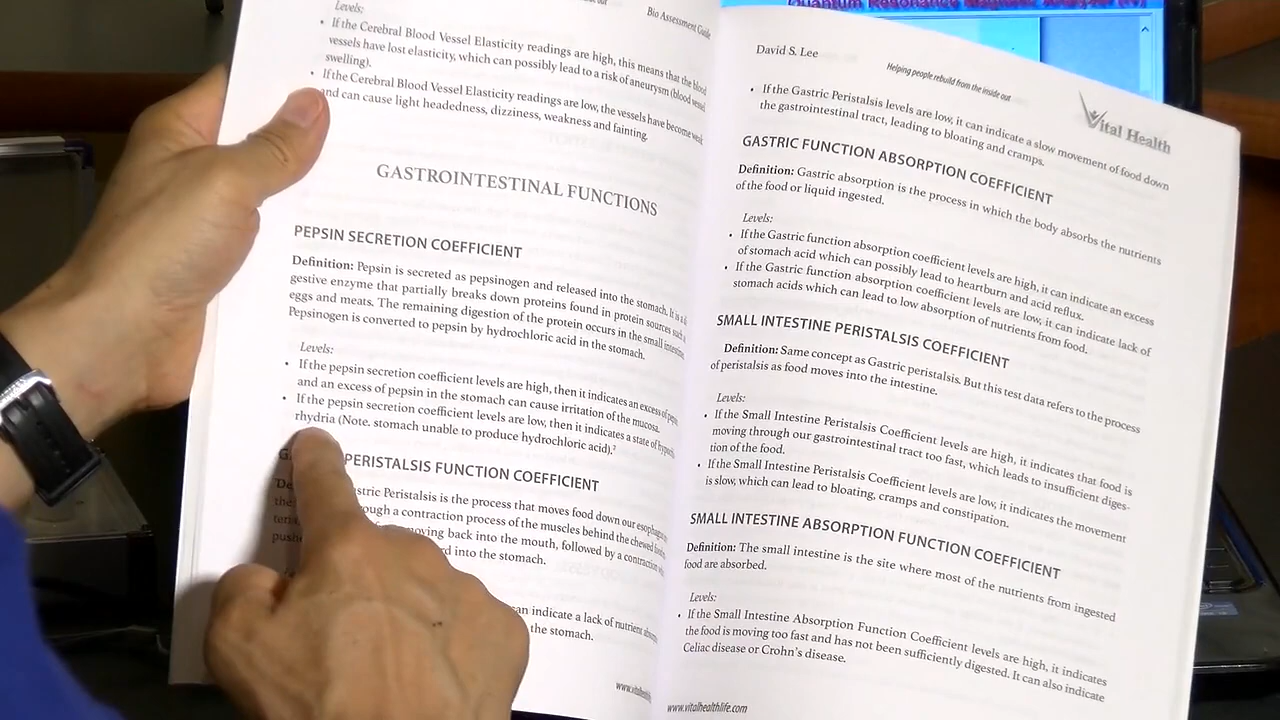 Bio Assessment Guide
Levels:
• If the Cerebral Blood Vessel Elasticity readings are high, this means that the blood
vessels have lost elasticity, which can possibly lead to a risk of aneurysm (blood vessel
swelling).
• If the Cerebral Blood Vessel Elasticity readings are low, the vessels have become weak
and can cause light headedness, dizziness, weakness and fainting.
GASTROINTESTINAL FUNCTIONS
PEPSIN SECRETION COEFFICIENT
Definition: Pepsin is secreted as pepsinogen and released into the stomach. It is a
gestive enzyme that partially breaks down proteins found in protein sources such
eggs and meats. The remaining digestion of the protein occurs in the small intestine
Pepsinogen is converted to pepsin by hydrochloric acid in the stomach.
Levels:
• If the pepsin secretion coefficient levels are high, then it indicates an excess of
and an excess of pepsin in the stomach can cause irritation of the mucosa.
• If the pepsin secretion coefficient levels are low, then it indicates a state of
rhydria (Note. stomach unable to produce hydrochloric acid).²
PERISTALSIS FUNCTION COEFFICIENT
Peristalsis is the process that moves food down our
a contraction process of the muscles behind the chewed
moving back into the mouth, followed by a contraction
into the stomach.
can indicate a lack of nutrient
the stomach.
David S. Lee
Helping people rebuild from the inside out
Vital Health
• If the Gastric Peristalsis levels are low, it can indicate a slow movement of food down
the gastrointestinal tract, leading to bloating and cramps.
GASTRIC FUNCTION ABSORPTION COEFFICIENT
Definition: Gastric absorption is the process in which the body absorbs the nutrients
of the food or liquid ingested.
Levels:
• If the Gastric function absorption coefficient levels are high, it can indicate an excess
of stomach acid which can possibly lead to heartburn and acid reflux.
• If the Gastric function absorption coefficient levels are low, it can indicate lack of
stomach acids which can lead to low absorption of nutrients from food.
SMALL INTESTINE PERISTALSIS COEFFICIENT
Definition: Same concept as Gastric peristalsis. But this test data refers to the process
of peristalsis as food moves into the intestine.
Levels:
• If the Small Intestine Peristalsis Coefficient levels are high, it indicates that food is
moving through our gastrointestinal tract too fast, which leads to insufficient diges-
tion of the food.
• If the Small Intestine Peristalsis Coefficient levels are low, it indicates the movement
is slow, which can lead to bloating, cramps and constipation.
SMALL INTESTINE ABSORPTION FUNCTION COEFFICIENT
Definition: The small intestine is the site where most of the nutrients from ingested
food are absorbed.
Levels:
• If the Small Intestine Absorption Function Coefficient levels are high, it indicates
the food is moving too fast and has not been sufficiently digested. It can also indicate
Celiac disease or Crohn's disease.
www.vitalhealthlife.com